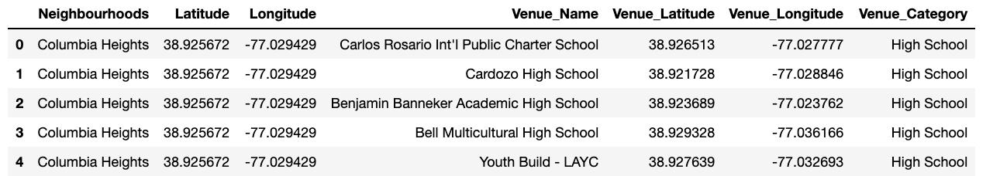 Neighbourhoods Latitude Longitude Venue_Name Venue_Latitude Venue_Longitude Venue_Category
0 Columbia Heights 38.925672 -77.029429 Carlos Rosario Int'l Public Charter School 38.926513 -77.027777 High School
1 Columbia Heights 38.925672 -77.029429 Cardozo High School 38.921728 -77.028846 High School
2 Columbia Heights 38.925672 -77.029429 Benjamin Banneker Academic High School 38.923689 -77.023762 High School
3 Columbia Heights 38.925672 -77.029429 Bell Multicultural High School 38.929328 -77.036166 High School
4 Columbia Heights 38.925672 -77.029429 Youth Build - LAYC 38.927639 -77.032693 High School